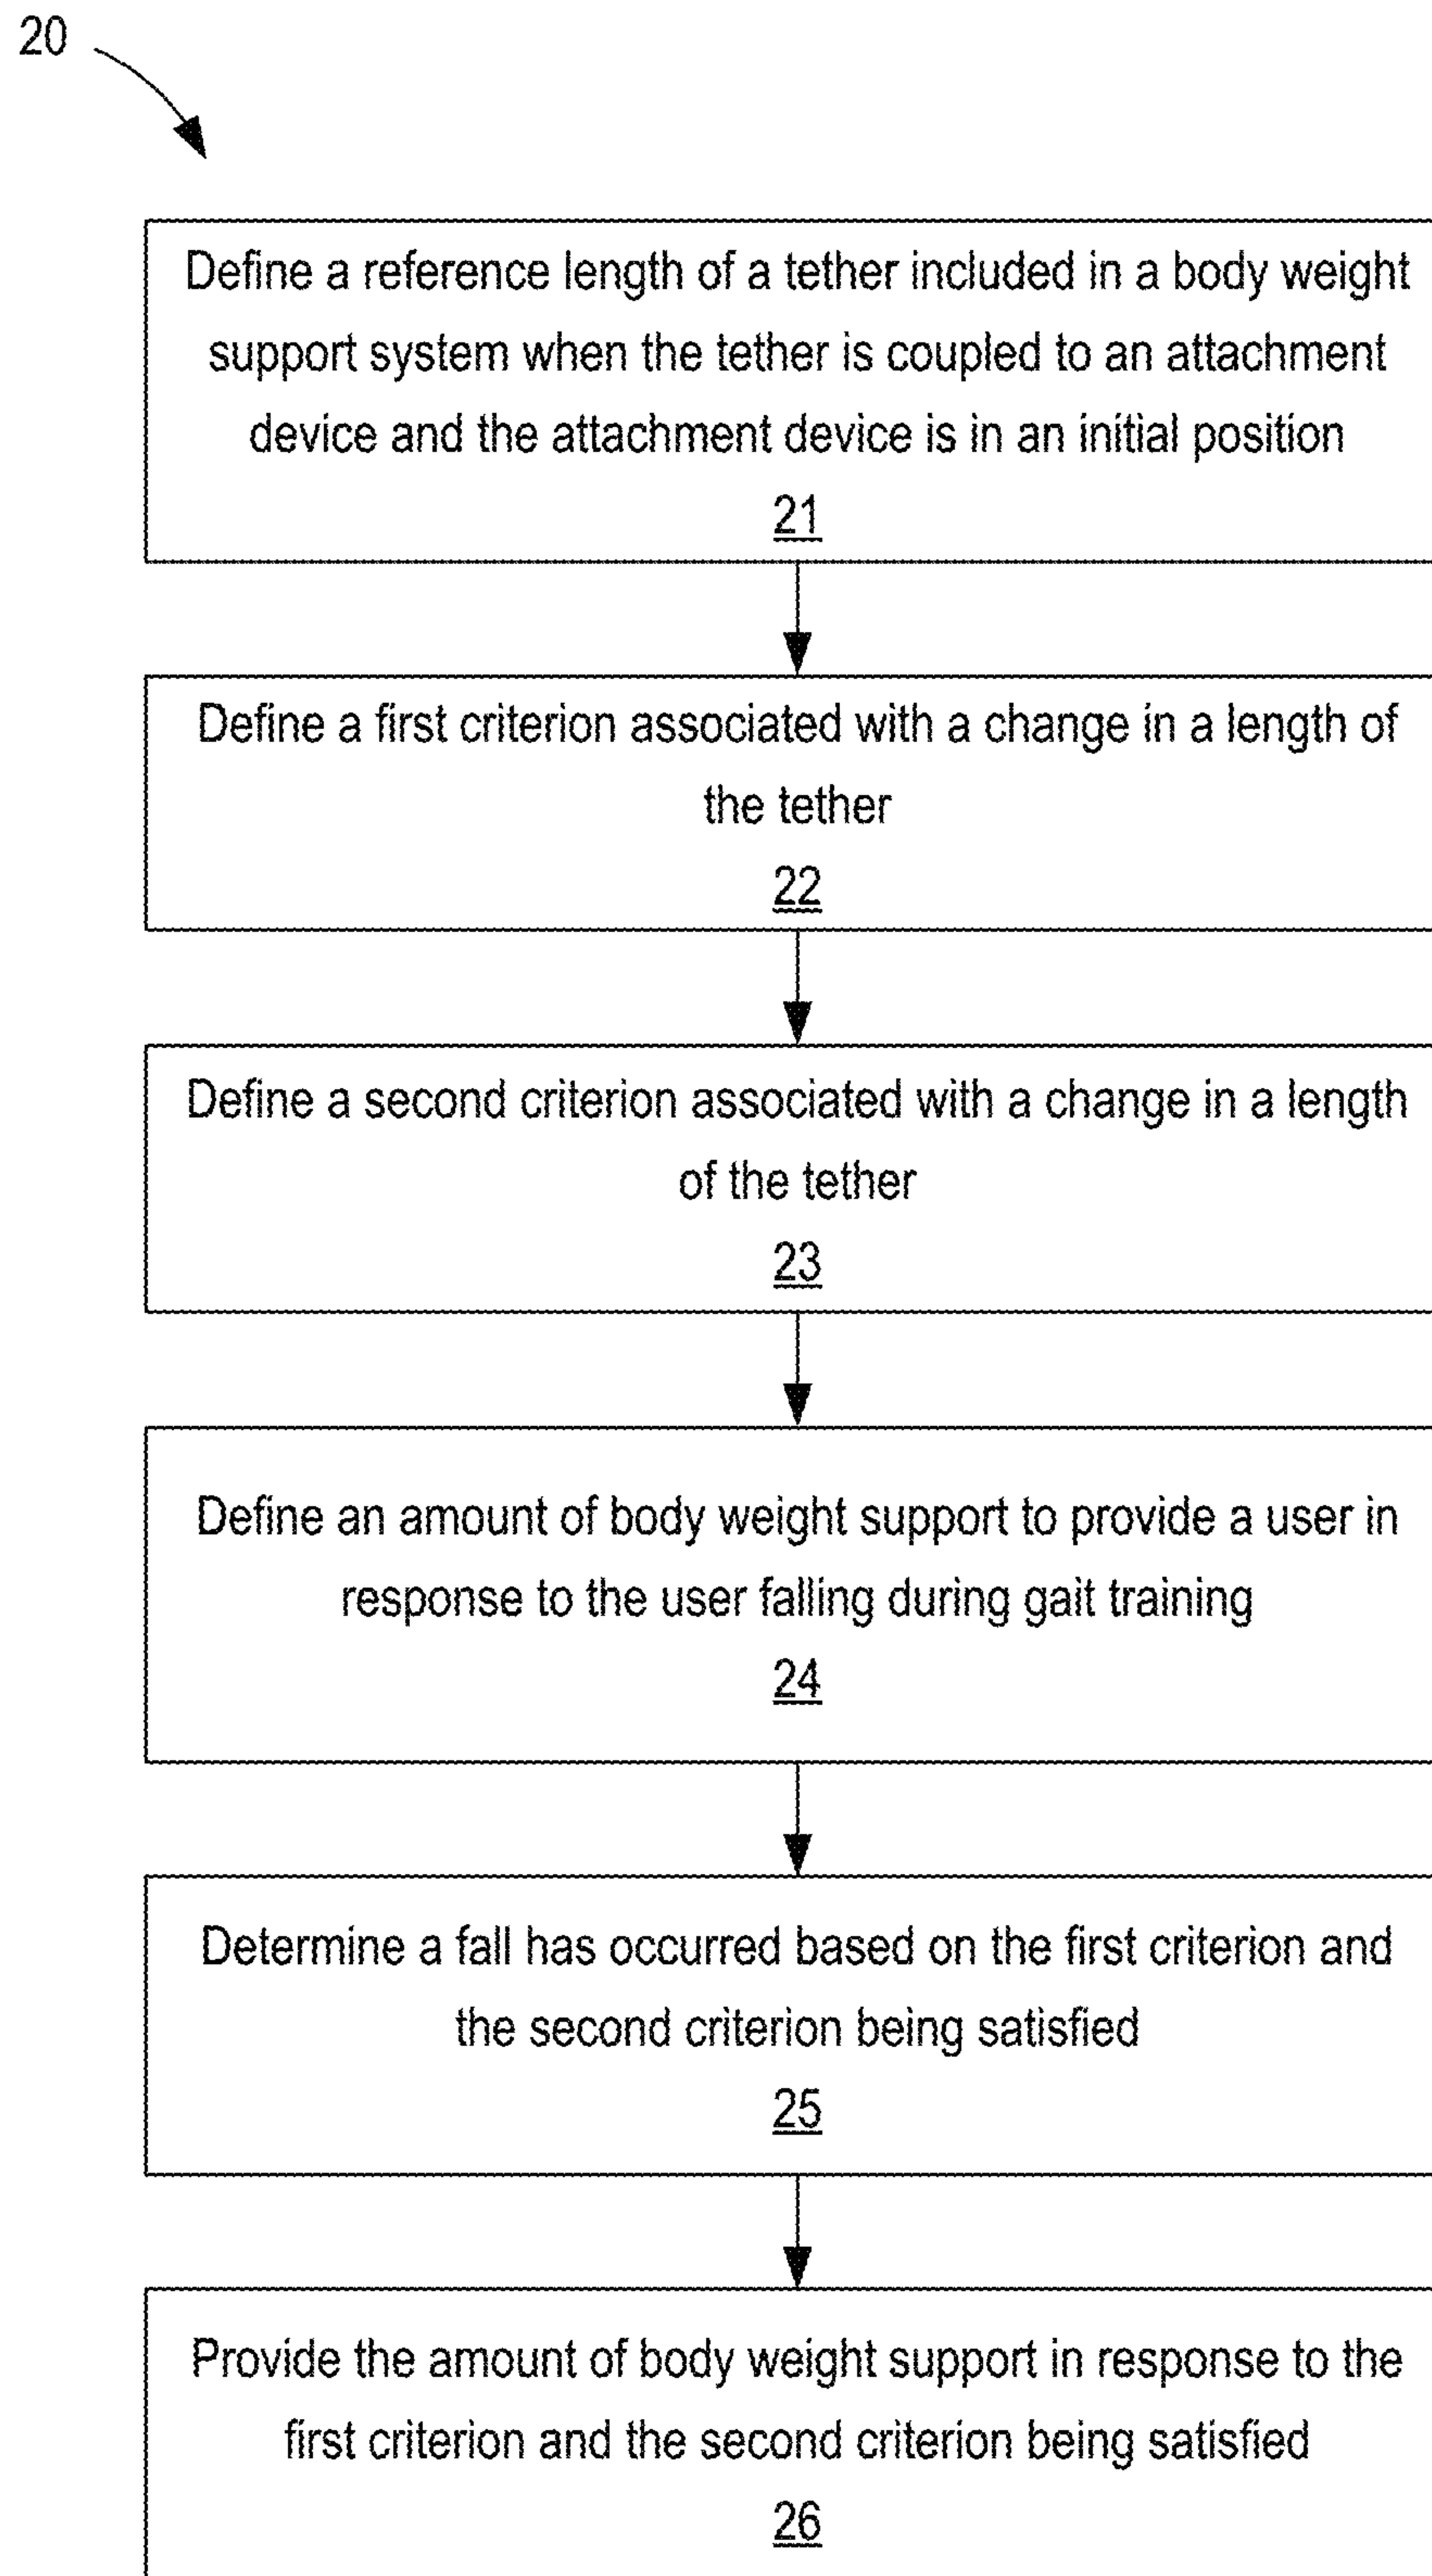 20
Define a reference length of a tether included in a body weight
support system when the tether is coupled to an attachment
device and the attachment device is in an initial position
21
Define a first criterion associated with a change in a length of
the tether
22
Define a second criterion associated with a change in a length
of the tether
23
Define an amount of body weight support to provide a user in
response to the user falling during gait training
24
Determine a fall has occurred based on the first criterion and
the second criterion being satisfied
25
Provide the amount of body weight support in response to the
first criterion and the second criterion being satisfied
26